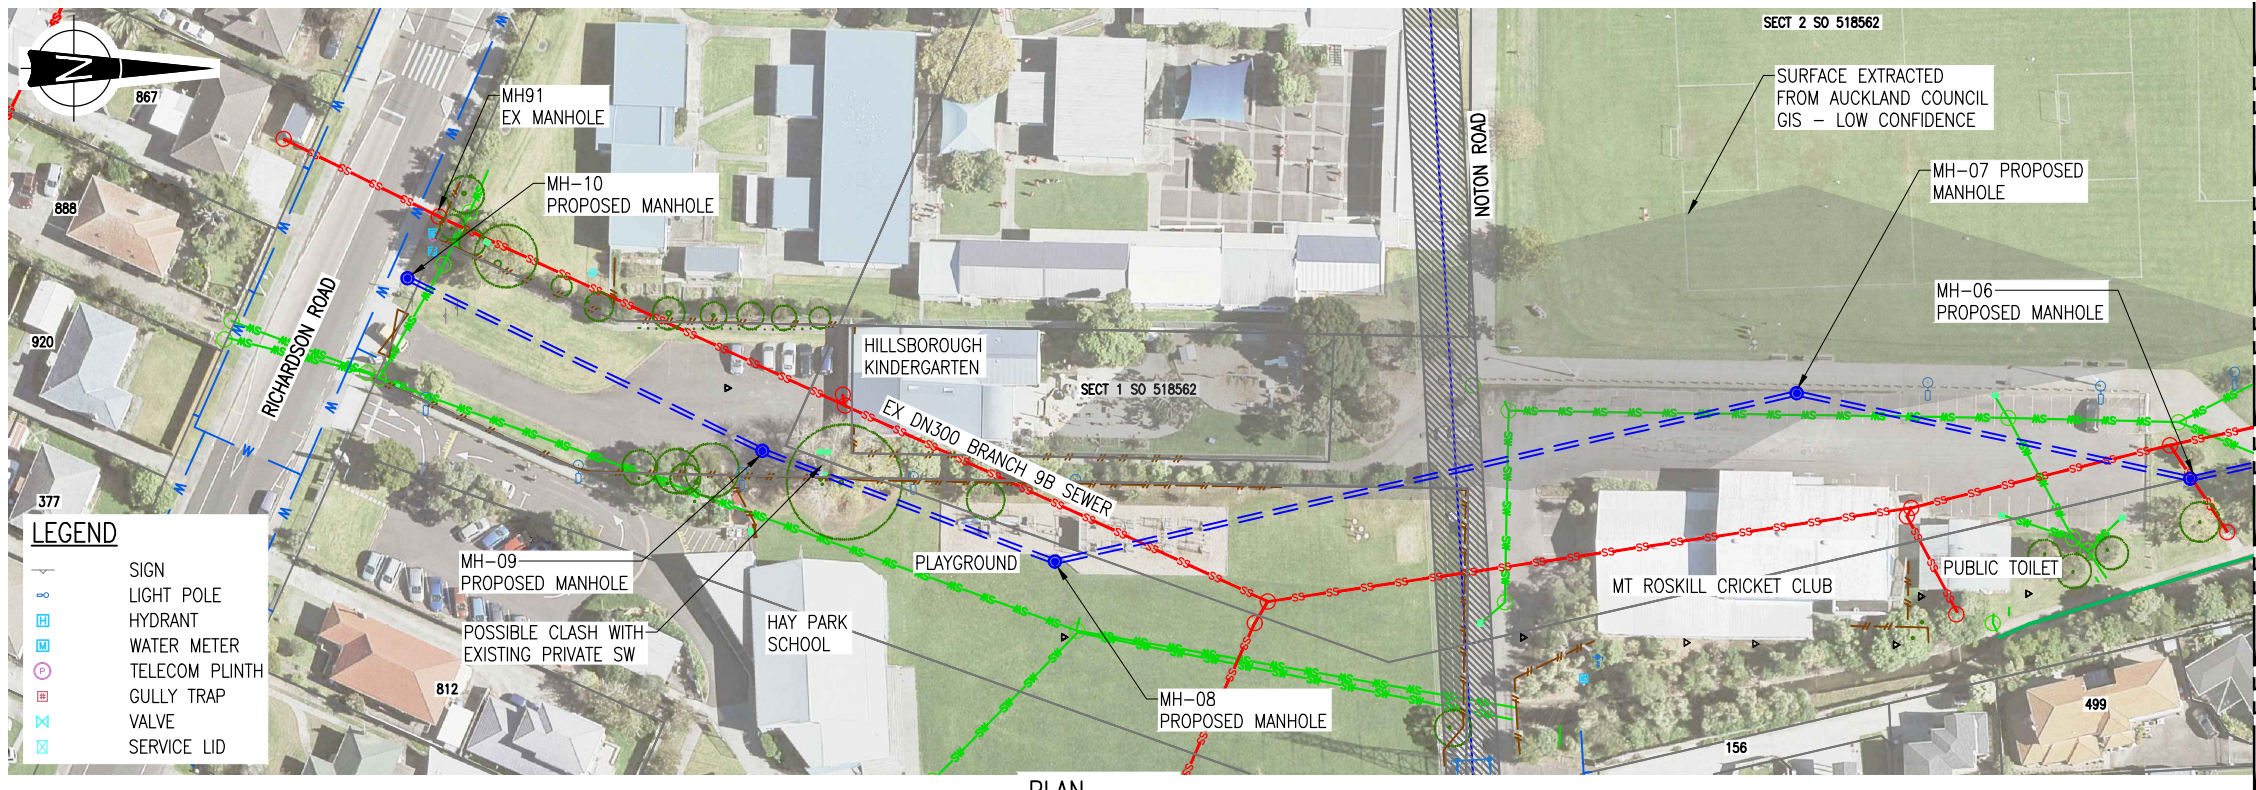 SECT 2 SO 518562
N
867
MH91
EX MANHOLE
SURFACE EXTRACTED
FROM AUCKLAND COUNCIL
GIS – LOW CONFIDENCE
NOTON ROAD
MH–10
PROPOSED MANHOLE
MH–07 PROPOSED
MANHOLE
888
MH–06
PROPOSED MANHOLE
920
RICHARDSON ROAD
HILLSBOROUGH
KINDERGARTEN
SECT 1 SO 518562
EX DN300 BRANCH 9B SEWER
377
LEGEND
SIGN
LIGHT POLE
H
HYDRANT
M
WATER METER
P
TELECOM PLINTH
#
GULLY TRAP
VALVE
SERVICE LID
MH–09
PROPOSED MANHOLE
PLAYGROUND
POSSIBLE CLASH WITH
EXISTING PRIVATE SW
HAY PARK
SCHOOL
MT ROSKILL CRICKET CLUB
PUBLIC TOILET
812
MH–08
PROPOSED MANHOLE
499
156
PLAN